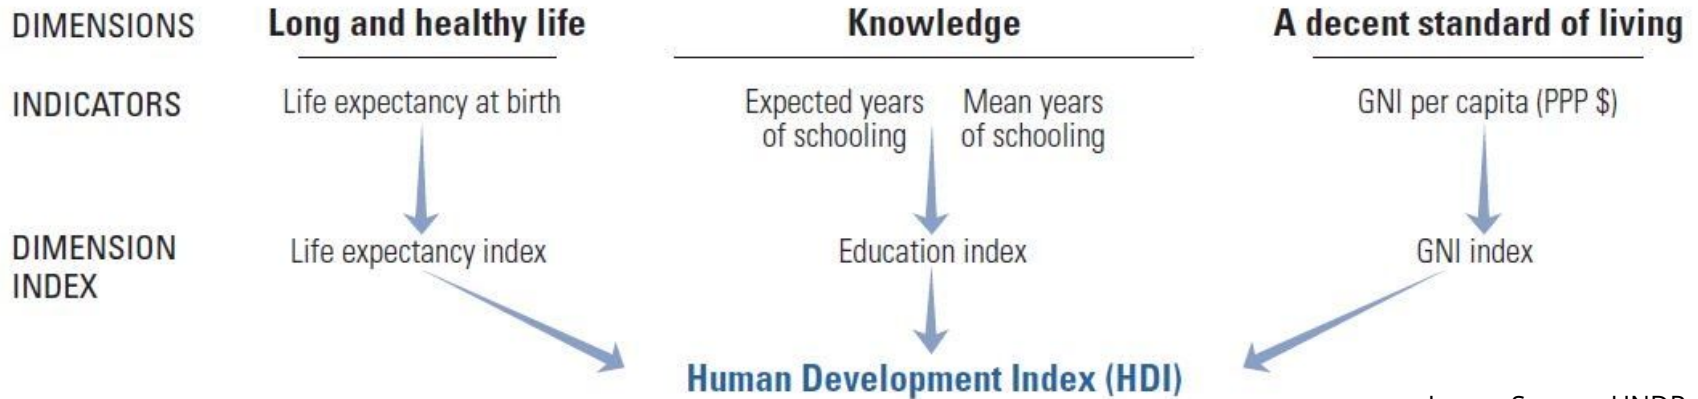 DIMENSIONS
Long and healthy life
Knowledge
A decent standard of living
INDICATORS
Life expectancy at birth
Expected years
of schooling
Mean years
of schooling
GNI per capita (PPP $)
DIMENSION
INDEX
Life expectancy index
Education index
GNI index
Human Development Index (HDI)